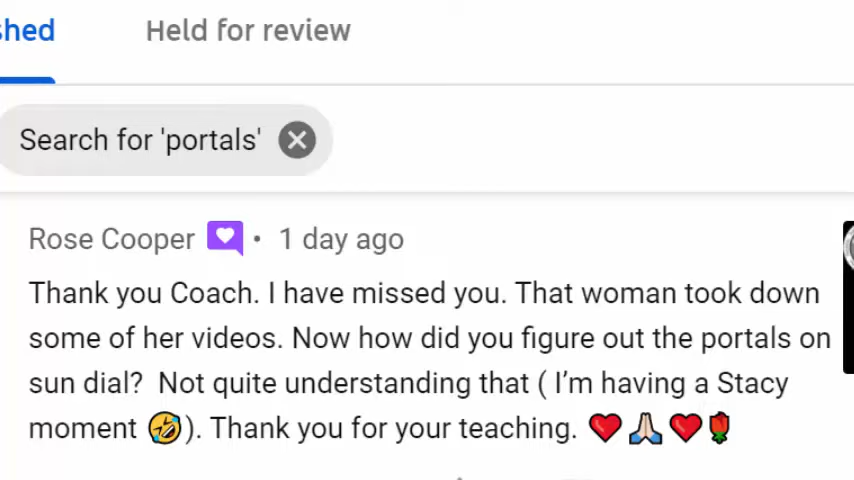 shed
Held for review
Search for 'portals'
Rose Cooper • 1 day ago
Thank you Coach. I have missed you. That woman took down
some of her videos. Now how did you figure out the portals on
sun dial?  Not quite understanding that ( I’m having a Stacy
moment 🤣). Thank you for your teaching. ❤️🙏🏻❤️🌹